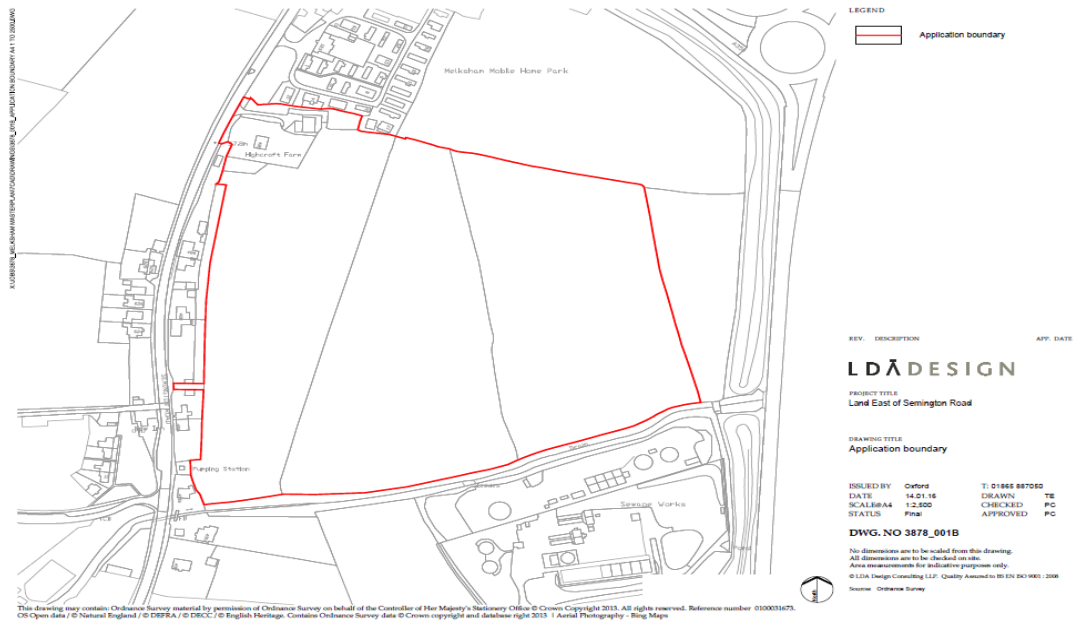 LEGEND
Application boundary
Melksham Mobile Home Park
Highcroft Farm
Pumping Station
Sewage Works
REV. DESCRIPTION APP. DATE
LDĀDESIGN
PROJECT TITLE
Land East of Semington Road
DRAWING TITLE
Application boundary
ISSUED BY Oxford T: 01865 887050
DATE 14.01.16 DRAWN TE
SCALE@A4 1:2,500 CHECKED PC
STATUS Final APPROVED PC
DWG. NO 3878_001B
No dimensions are to be scaled from this drawing.
All dimensions are to be checked on site.
Area measurements for indicative purposes only.
© LDA Design Consulting LLP. Quality Assured to BS EN ISO 9001 : 2008
Sources Ordnance Survey
This drawing may contain: Ordnance Survey material by permission of Ordnance Survey on behalf of the Controller of Her Majesty's Stationery Office © Crown Copyright 2013. All rights reserved. Reference number 0100031673.
OS Open data / © Natural England / © DEFRA / © DECC / © English Heritage. Contains Ordnance Survey data © Crown copyright and database right 2013 | Aerial Photography - Bing Maps